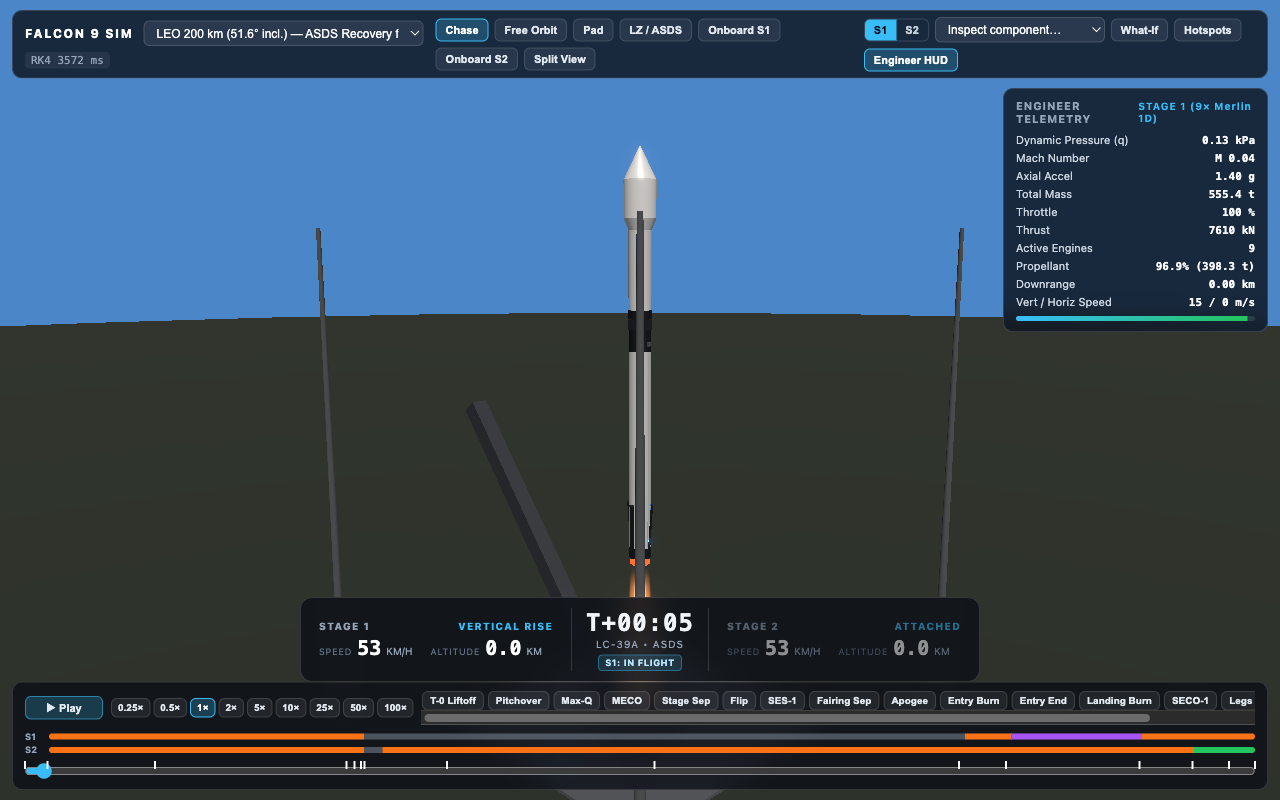 FALCON 9 SIM
LEO 200 km (51.6° incl.) — ASDS Recovery f
RK4 3572 ms
Chase
Free Orbit
Pad
LZ / ASDS
Onboard S1
Onboard S2
Split View
S1
S2
Inspect component…
What-If
Hotspots
Engineer HUD
ENGINEER TELEMETRY
STAGE 1 (9× Merlin 1D)
Dynamic Pressure (q) 0.13 kPa
Mach Number M 0.04
Axial Accel 1.40 g
Total Mass 555.4 t
Throttle 100 %
Thrust 7610 kN
Active Engines 9
Propellant 96.9% (398.3 t)
Downrange 0.00 km
Vert / Horiz Speed 15 / 0 m/s
STAGE 1 VERTICAL RISE
SPEED 53 KM/H ALTITUDE 0.0 KM
T+00:05
LC-39A • ASDS
S1: IN FLIGHT
STAGE 2 ATTACHED
SPEED 53 KM/H ALTITUDE 0.0 KM
Play
0.25×
0.5×
1×
2×
5×
10×
25×
50×
100×
T-0 Liftoff
Pitchover
Max-Q
MECO
Stage Sep
Flip
SES-1
Fairing Sep
Apogee
Entry Burn
Entry End
Landing Burn
SECO-1
Legs
S1
S2